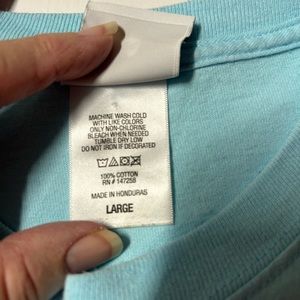 MACHINE WASH COLD
WITH LIKE COLORS
ONLY NON-CHLORINE
BLEACH WHEN NEEDED
TUMBLE DRY LOW
DO NOT IRON IF DECORATED
100% COTTON
RN # 147258
MADE IN HONDURAS
LARGE